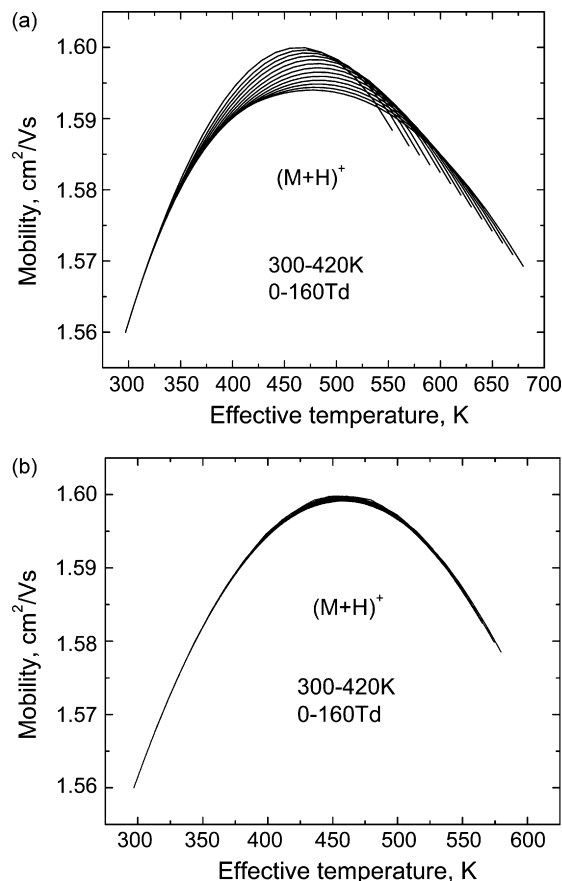 (a)
1.60
1.59
1.58
1.57
1.56
Mobility, cm²/Vs
(M+H)⁺
300-420K
0-160Td
300 350 400 450 500 550 600 650 700
Effective temperature, K
(b)
1.60
1.59
1.58
1.57
1.56
Mobility, cm²/Vs
(M+H)⁺
300-420K
0-160Td
300 350 400 450 500 550 600
Effective temperature, K